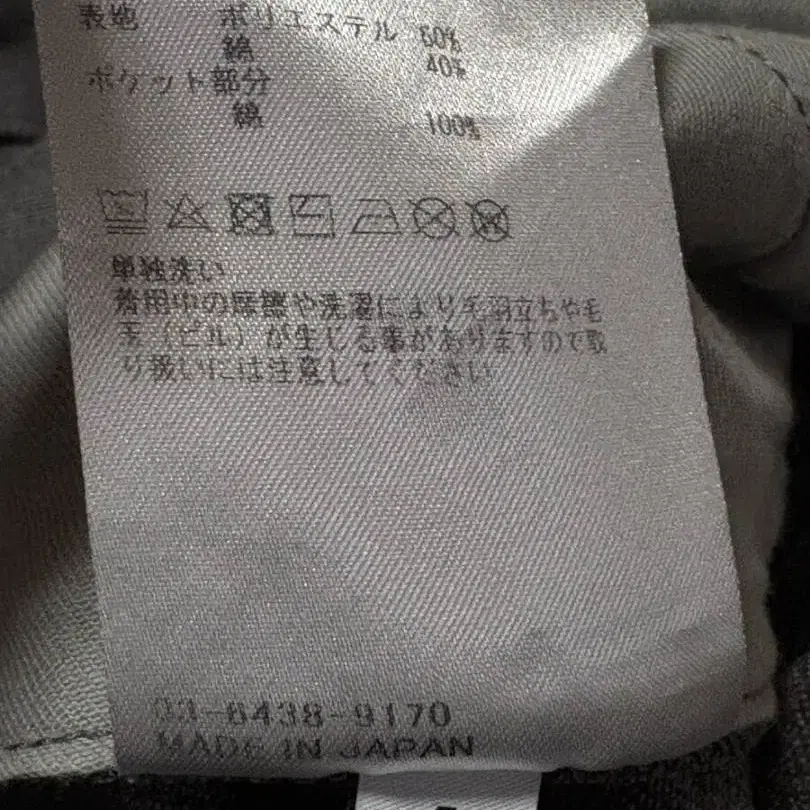 表地 ポリエステル 60%
綿 40%
ポケット部分
綿 100%
単独洗い
着用中の摩擦や洗濯により毛羽立ちや毛
玉（ピル）が生じる事がありますので取
り扱いには注意してください
03-6438-9170
MADE IN JAPAN